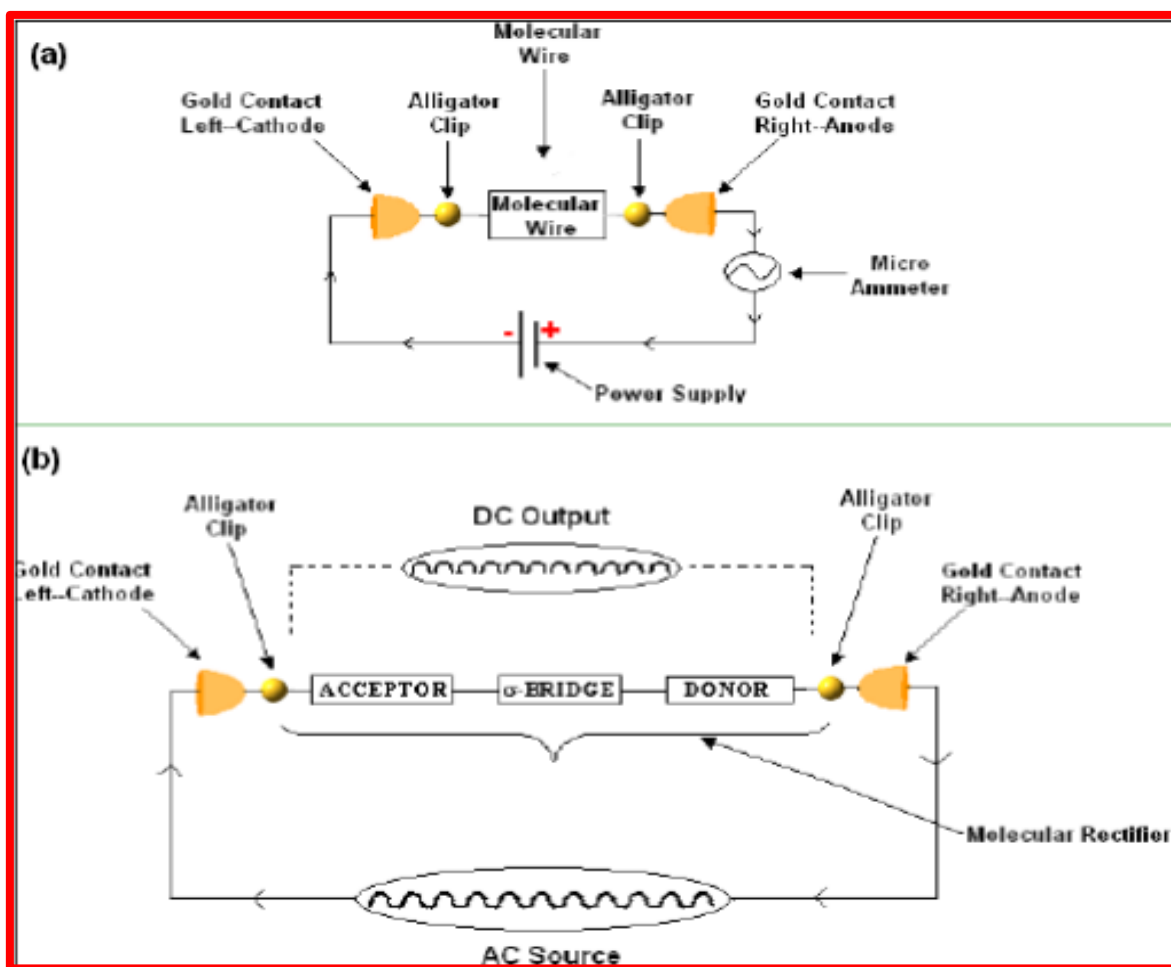 (a)
Molecular
Wire
Gold Contact
Left--Cathode
Alligator
Clip
Alligator
Clip
Gold Contact
Right--Anode
Molecular
Wire
Micro
Ammeter
- +
Power Supply
(b)
Alligator
Clip
DC Output
Alligator
Clip
Gold Contact
Left--Cathode
Gold Contact
Right--Anode
ACCEPTOR
σ-BRIDGE
DONOR
Molecular Rectifier
AC Source